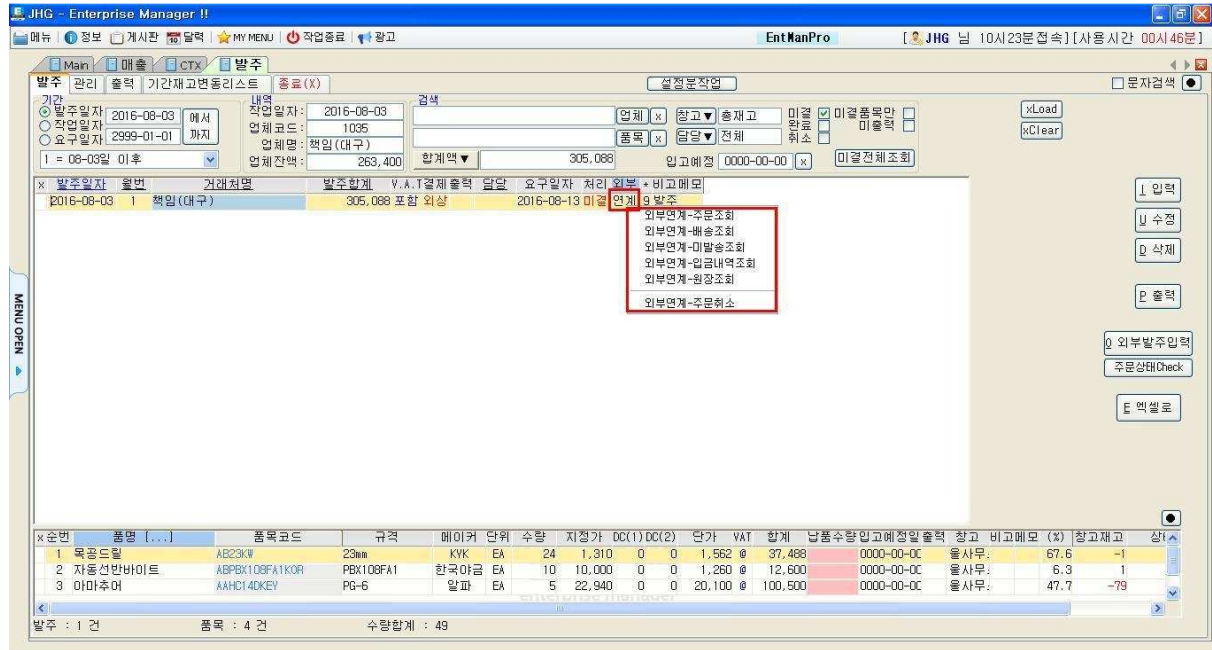 JHG - Enterprise Manager !!
메뉴 정보 게시판 달력 MY MENU 작업종료 광고 EntManPro [JHG 님 10시23분접속][사용시간 00시46분]
Main 매출 CTX 발주
발주 관리 출력 기간재고변동리스트 종료(X) 설정분작업 문자검색
기간 내역 검색
발주일자 2016-08-03 에서 작업일자: 2016-08-03 업체 x 창고▼ 총재고 미결 미결품목만 xLoad
작업일자 업체코드: 1035 완료 미출력
요구일자 2999-01-01 까지 업체명: 책임(대구) 품목 x 담당▼ 전체 취소 xClear
1 = 08-03일 이후 업체잔액: 263,400 합계액▼ 305,088 입고예정 0000-00-00 x 미결전체조회
x 발주일자 월번 거래처명 발주합계 V.A.T 결제 출력 담당 요구일자 처리 외부 * 비고메모
2016-08-03 1 책임(대구) 305,088 포함 외상 2016-08-13 미결 연계 9 발주
외부연계-주문조회
외부연계-배송조회
외부연계-미발송조회
외부연계-입금내역조회
외부연계-원장조회
외부연계-주문취소
I 입력
U 수정
D 삭제
P 출력
O 외부발주입력
주문상태Check
E 엑셀로
MENU OPEN
x 순번 품명 [...] 품목코드 규격 메이커 단위 수량 지정가 DC(1) DC(2) 단가 VAT 합계 납품수량 입고예정일 출력 창고 비고메모 (%) 창고재고
1 목공드릴 AB23KW 23mm KYK EA 24 1,310 0 0 1,562 @ 37,488 0000-00-0 울사무: 67.6 -1
2 자동선반바이트 ABPBX108FA1KOR PBX108FA1 한국야금 EA 10 10,000 0 0 1,260 @ 12,600 0000-00-0 울사무: 6.3 1
3 아마추어 AAHC14DKEY PG-6 알파 EA 5 22,940 0 0 20,100 @ 100,500 0000-00-0 울사무: 47.7 -79
enterprise manager
발주 : 1 건 품목 : 4 건 수량합계 : 49